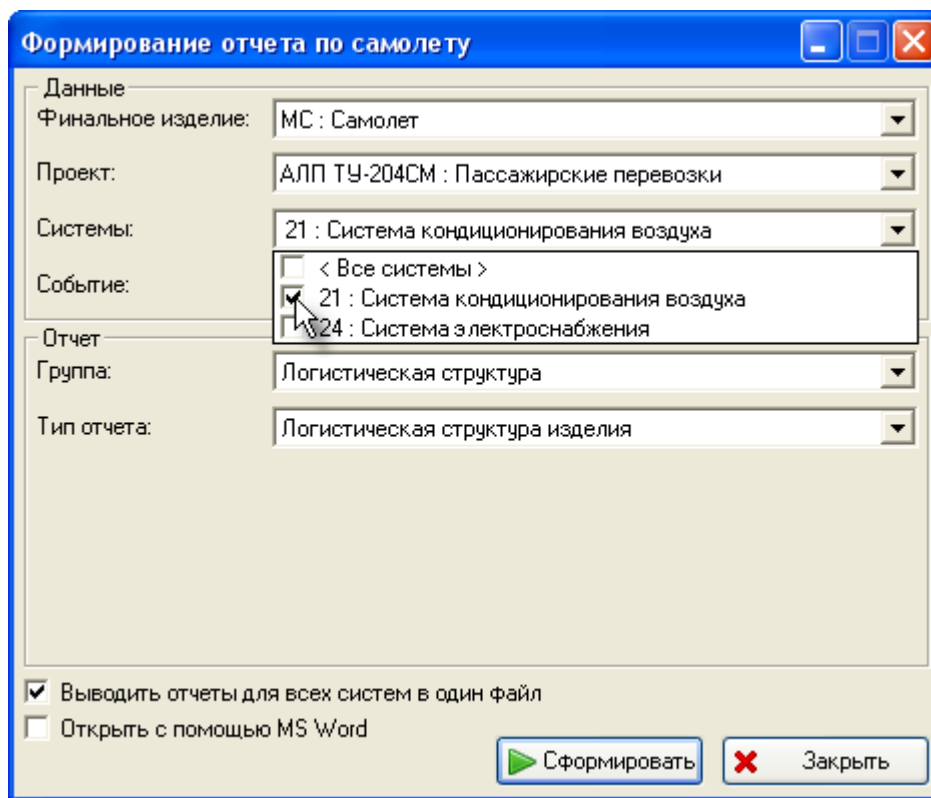 Формирование отчета по самолету
Данные
Финальное изделие: МС : Самолет
Проект: АЛП ТУ-204СМ : Пассажирские перевозки
Системы: 21 : Система кондиционирования воздуха
< Все системы >
Событие: 21 : Система кондиционирования воздуха
24 : Система электроснабжения
Отчет
Группа: Логистическая структура
Тип отчета: Логистическая структура изделия
Выводить отчеты для всех систем в один файл
Открыть с помощью MS Word
Сформировать Закрыть